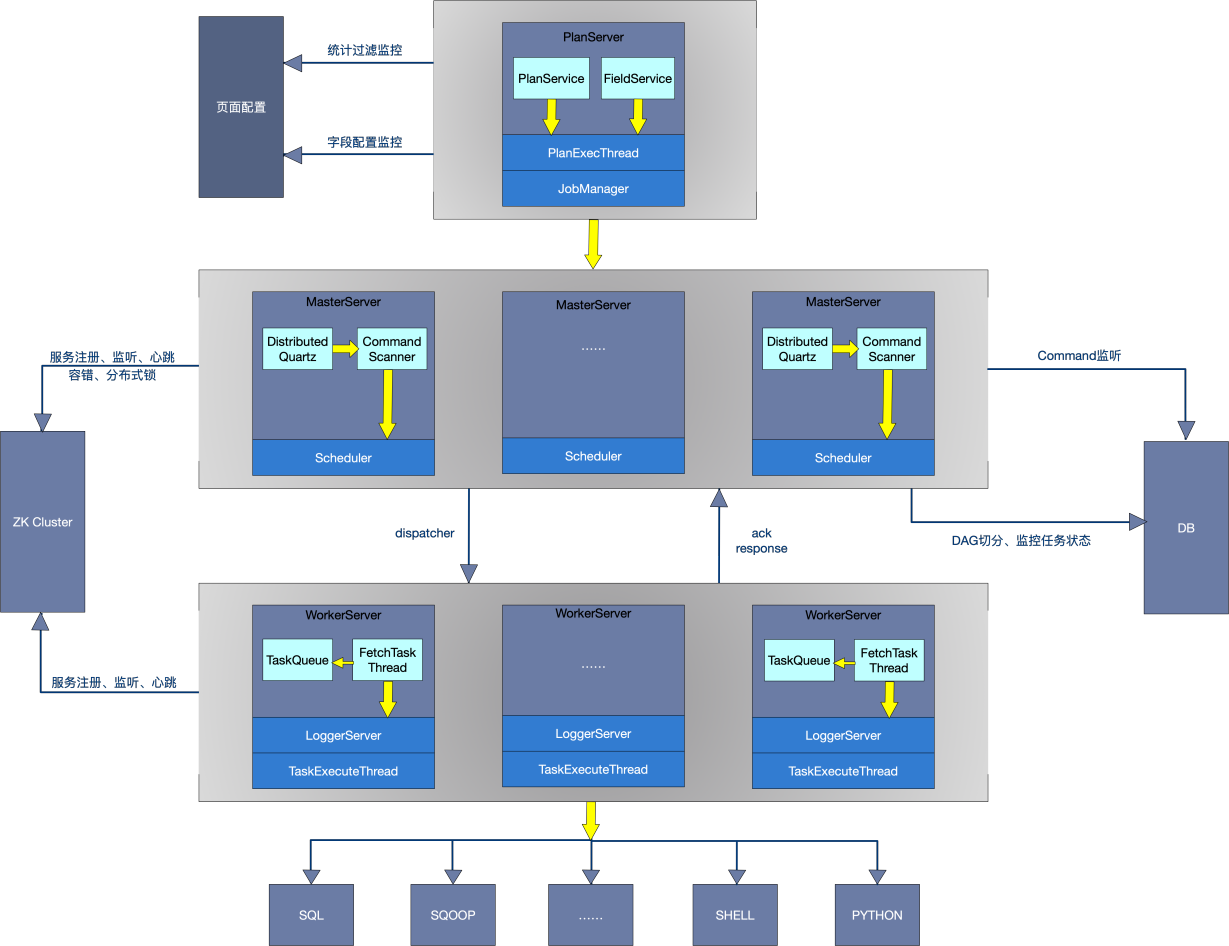 PlanServer
PlanService
FieldService
PlanExecThread
JobManager
统计过滤监控
字段配置监控
页面配置
MasterServer
Distributed
Quartz
Command
Scanner
Scheduler
MasterServer
......
Scheduler
MasterServer
Distributed
Quartz
Command
Scanner
Scheduler
服务注册、监听、心跳
容错、分布式锁
Command监听
ZK Cluster
DB
dispatcher
ack
response
DAG切分、监控任务状态
WorkerServer
TaskQueue
FetchTask
Thread
LoggerServer
TaskExecuteThread
WorkerServer
......
LoggerServer
TaskExecuteThread
WorkerServer
TaskQueue
FetchTask
Thread
LoggerServer
TaskExecuteThread
服务注册、监听、心跳
SQL
SQOOP
......
SHELL
PYTHON